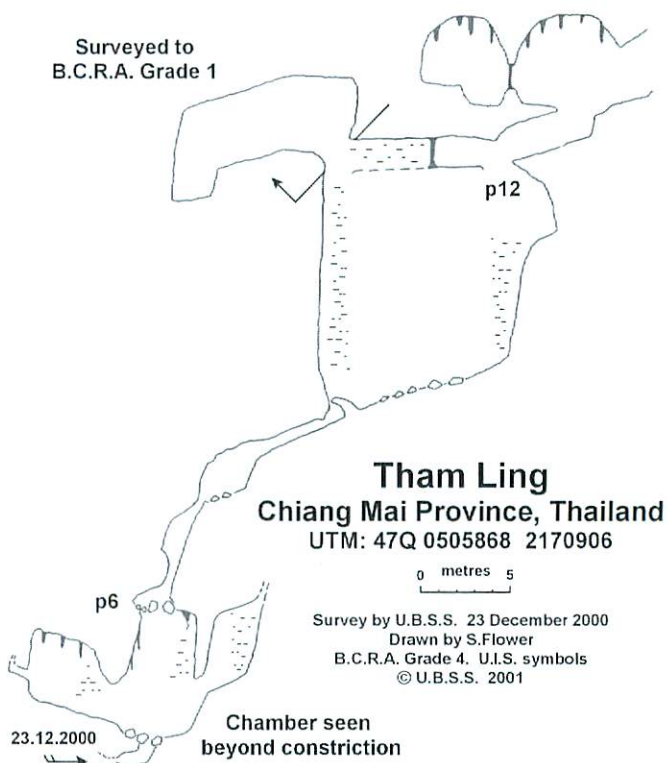 Surveyed to
B.C.R.A. Grade 1
p12
Tham Ling
Chiang Mai Province, Thailand
UTM: 47Q 0505868 2170906
0 metres 5
p6
Survey by U.B.S.S. 23 December 2000
Drawn by S.Flower
B.C.R.A. Grade 4. U.I.S. symbols
© U.B.S.S. 2001
Chamber seen
beyond constriction
23.12.2000